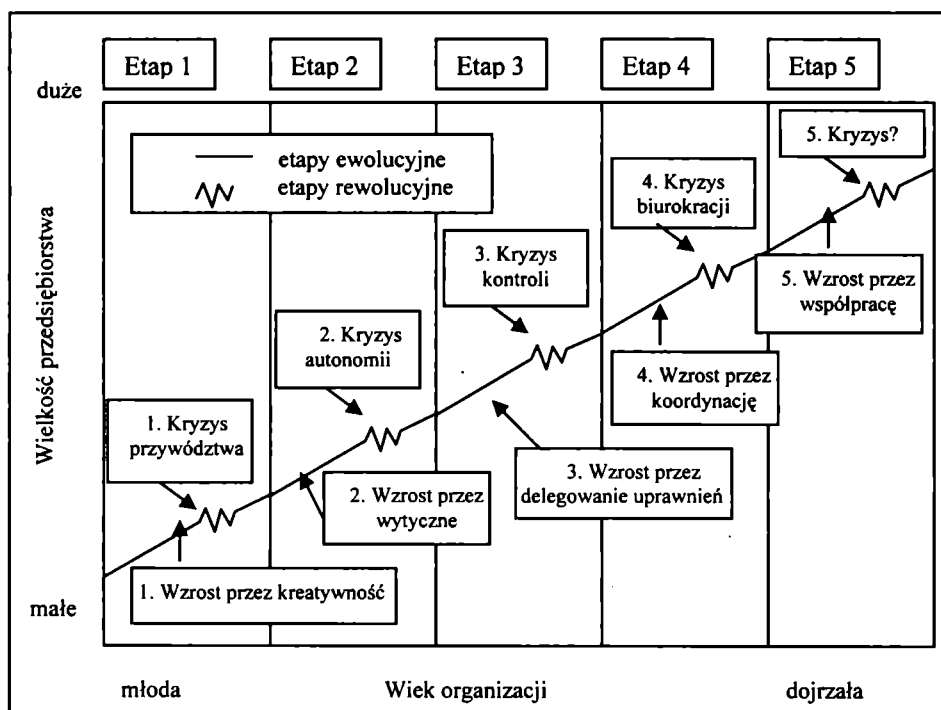 Etap 1
Etap 2
Etap 3
Etap 4
Etap 5
duże
etapy ewolucyjne
etapy rewolucyjne
5. Kryzys?
4. Kryzys
biurokracji
3. Kryzys
kontroli
5. Wzrost przez
współpracę
2. Kryzys
autonomii
4. Wzrost przez
koordynację
Wielkość przedsiębiorstwa
1. Kryzys
przywództwa
3. Wzrost przez
delegowanie uprawnień
2. Wzrost przez
wytyczne
1. Wzrost przez kreatywność
małe
młoda
Wiek organizacji
dojrzała